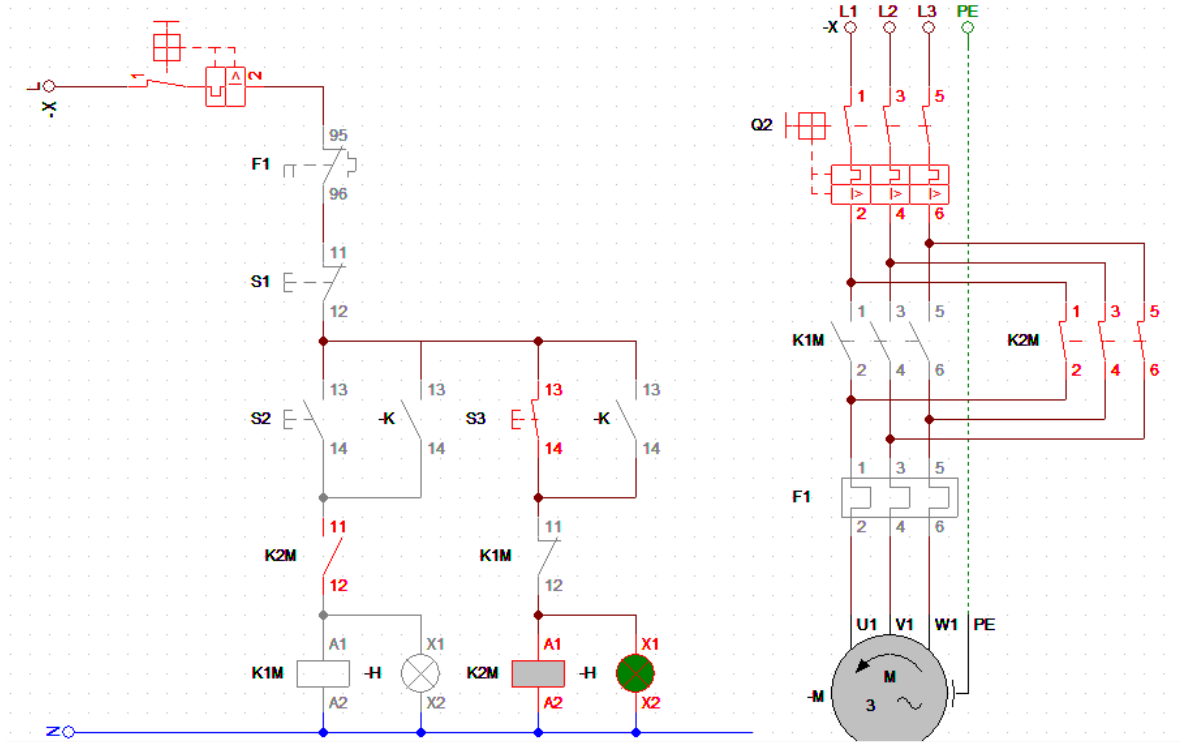 L1 L2 L3 PE
-X
L
-X
1 2
1 3 5
Q2
2 4 6
95
F1
96
11
S1
12
1 3 5
K1M
2 4 6
1 3 5
K2M
2 4 6
13 13 13 13
S2 -K S3 -K
14 14 14 14
1 3 5
F1
2 4 6
11 11
K2M K1M
12 12
U1 V1 W1 PE
A1 X1 A1 X1
K1M -H K2M -H
A2 X2 A2 X2
-M
M
3
N